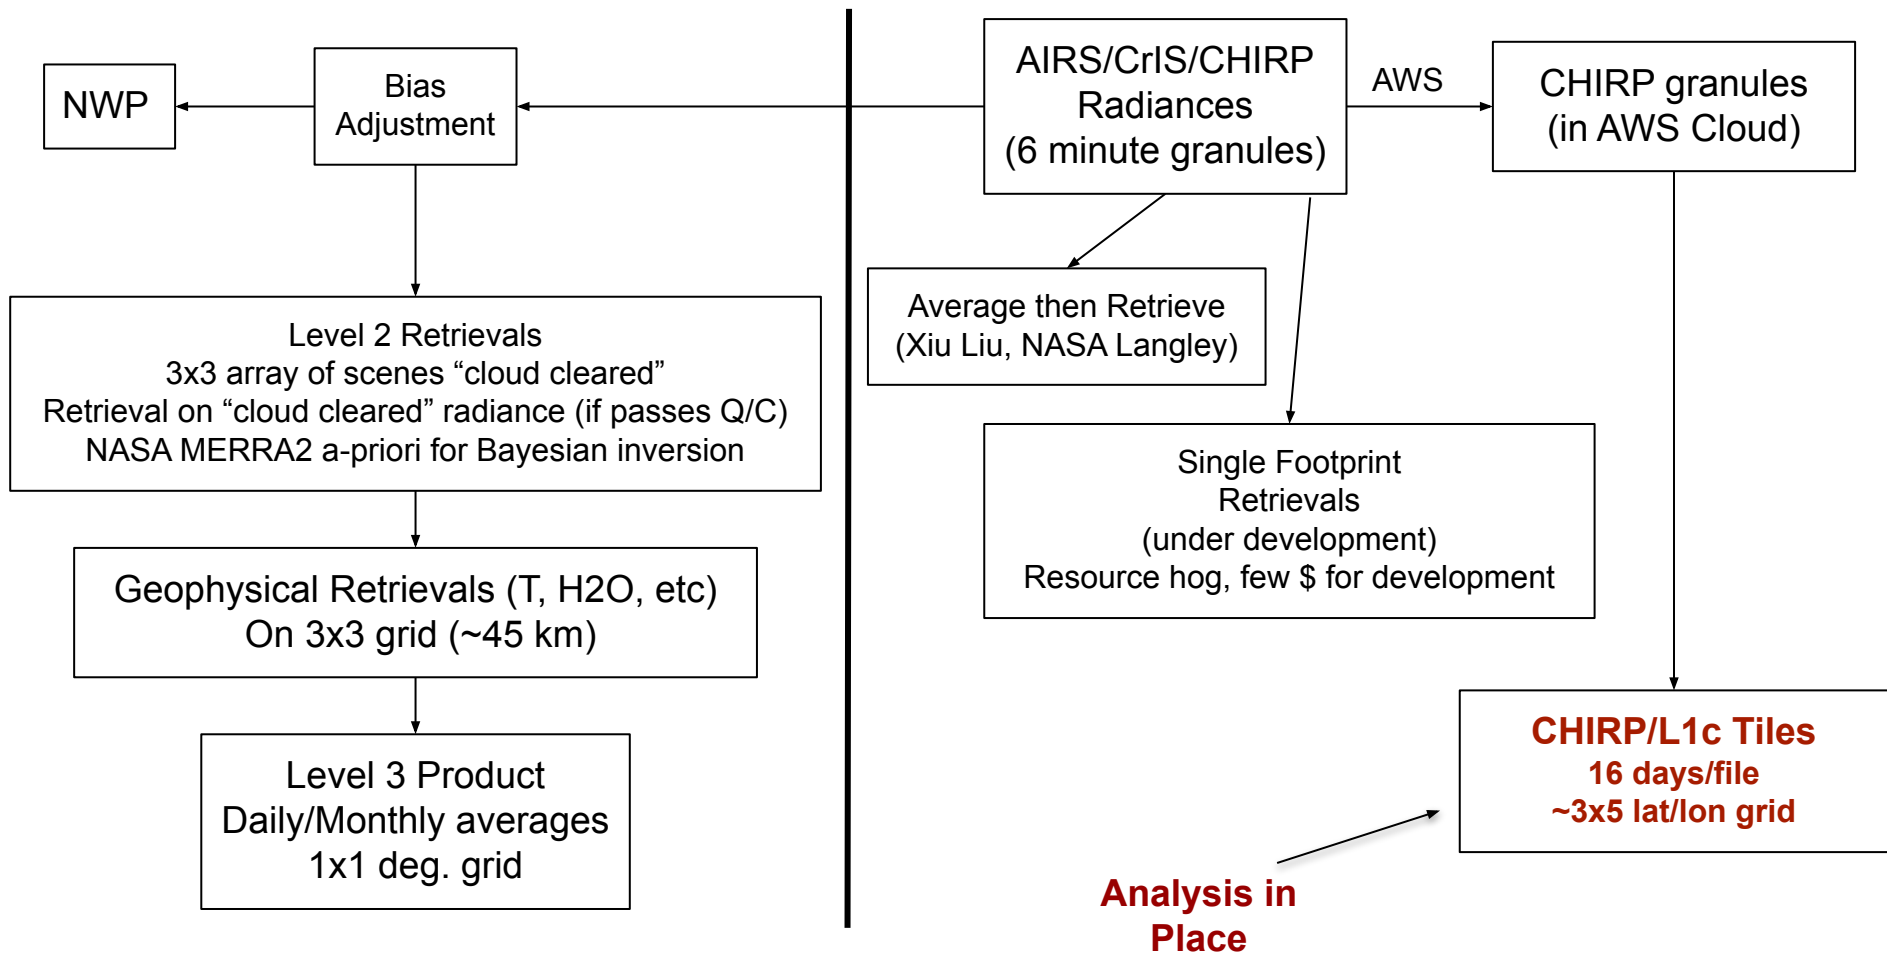 NWP
Bias
Adjustment
AIRS/CrIS/CHIRP
Radiances
(6 minute granules)
AWS
CHIRP granules
(in AWS Cloud)
Average then Retrieve
(Xiu Liu, NASA Langley)
Level 2 Retrievals
3x3 array of scenes “cloud cleared”
Retrieval on “cloud cleared” radiance (if passes Q/C)
NASA MERRA2 a-priori for Bayesian inversion
Single Footprint
Retrievals
(under development)
Resource hog, few $ for development
Geophysical Retrievals (T, H2O, etc)
On 3x3 grid (~45 km)
Level 3 Product
Daily/Monthly averages
1x1 deg. grid
CHIRP/L1c Tiles
16 days/file
~3x5 lat/lon grid
Analysis in
Place